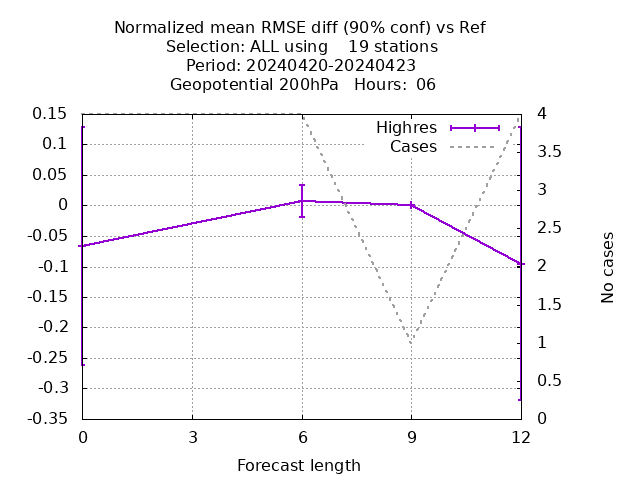 Normalized mean RMSE diff (90% conf) vs Ref
Selection: ALL using    19 stations
Period: 20240420-20240423
Geopotential 200hPa   Hours:  06
Highres
Cases
0.15
0.1
0.05
0
-0.05
-0.1
-0.15
-0.2
-0.25
-0.3
-0.35
4
3.5
3
2.5
2
1.5
1
0.5
0
No cases
0 3 6 9 12
Forecast length